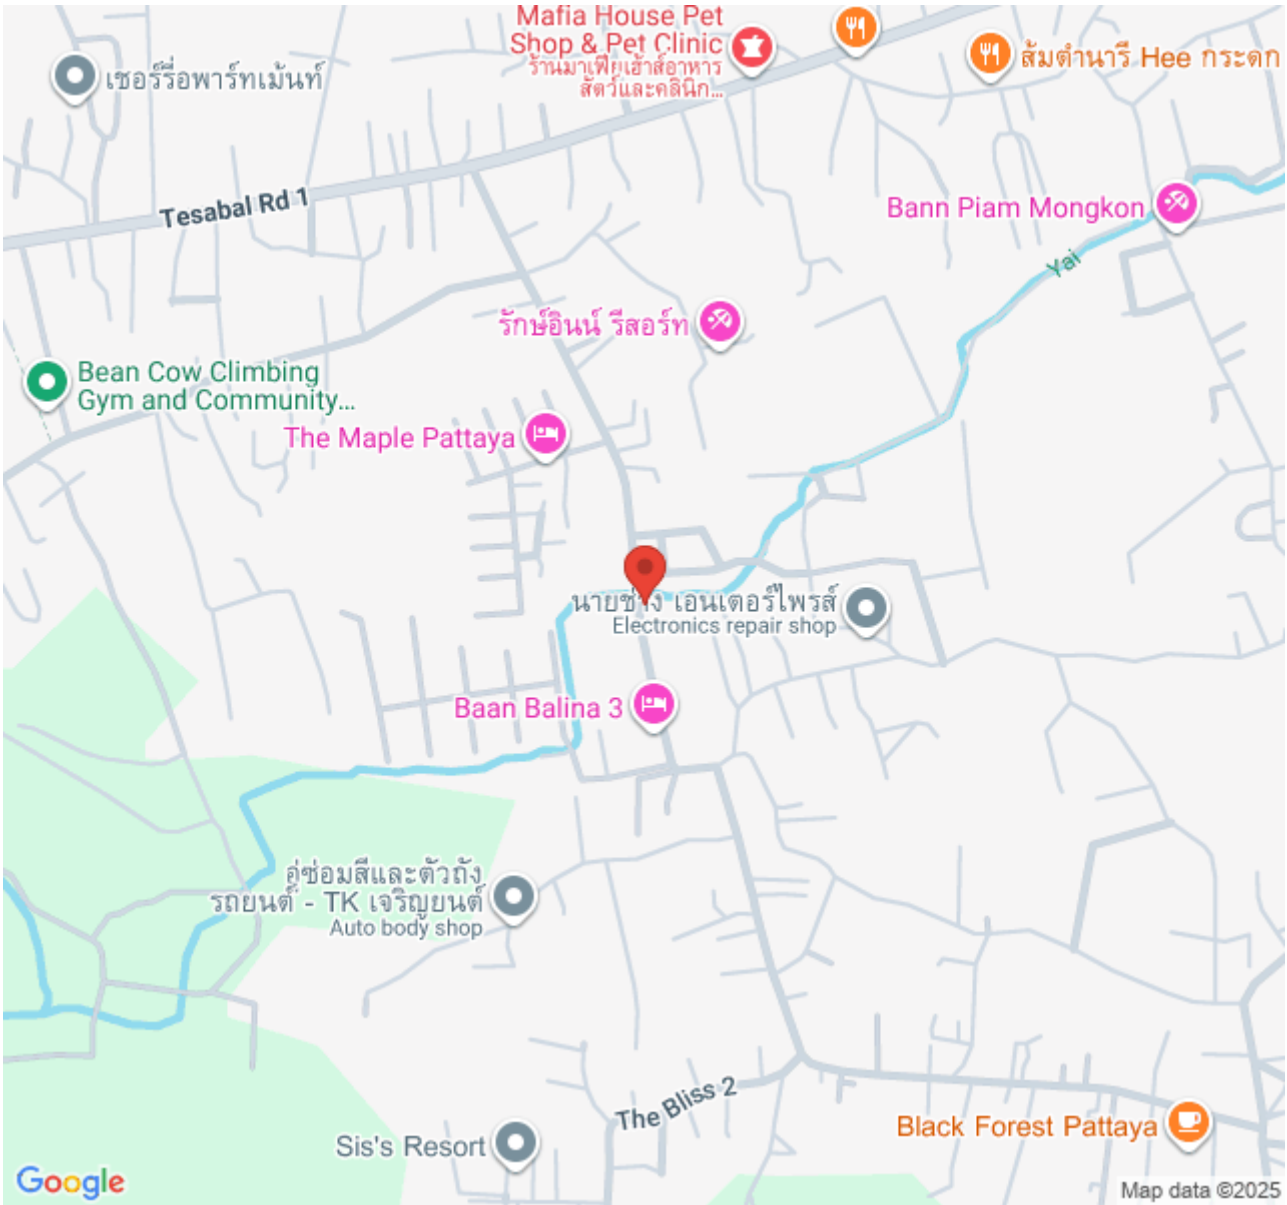 Mafia House Pet
Shop & Pet Clinic
ร้านมาเฟียเฮ้าส์อาหาร
สัตว์และคลินิก...
ส้มตำนารี Hee กระดก
เชอร์รี่อพาร์ทเม้นท์
Tesabal Rd 1
Bann Piam Mongkon
Yai
รักษ์อินน์ รีสอร์ท
Bean Cow Climbing
Gym and Community...
The Maple Pattaya
นายช่าง เอนเตอร์ไพรส์
Electronics repair shop
Baan Balina 3
อู่ซ่อมสีและตัวถัง
รถยนต์ - TK เจริญยนต์
Auto body shop
The Bliss 2
Black Forest Pattaya
Sis's Resort
Google
Map data ©2025